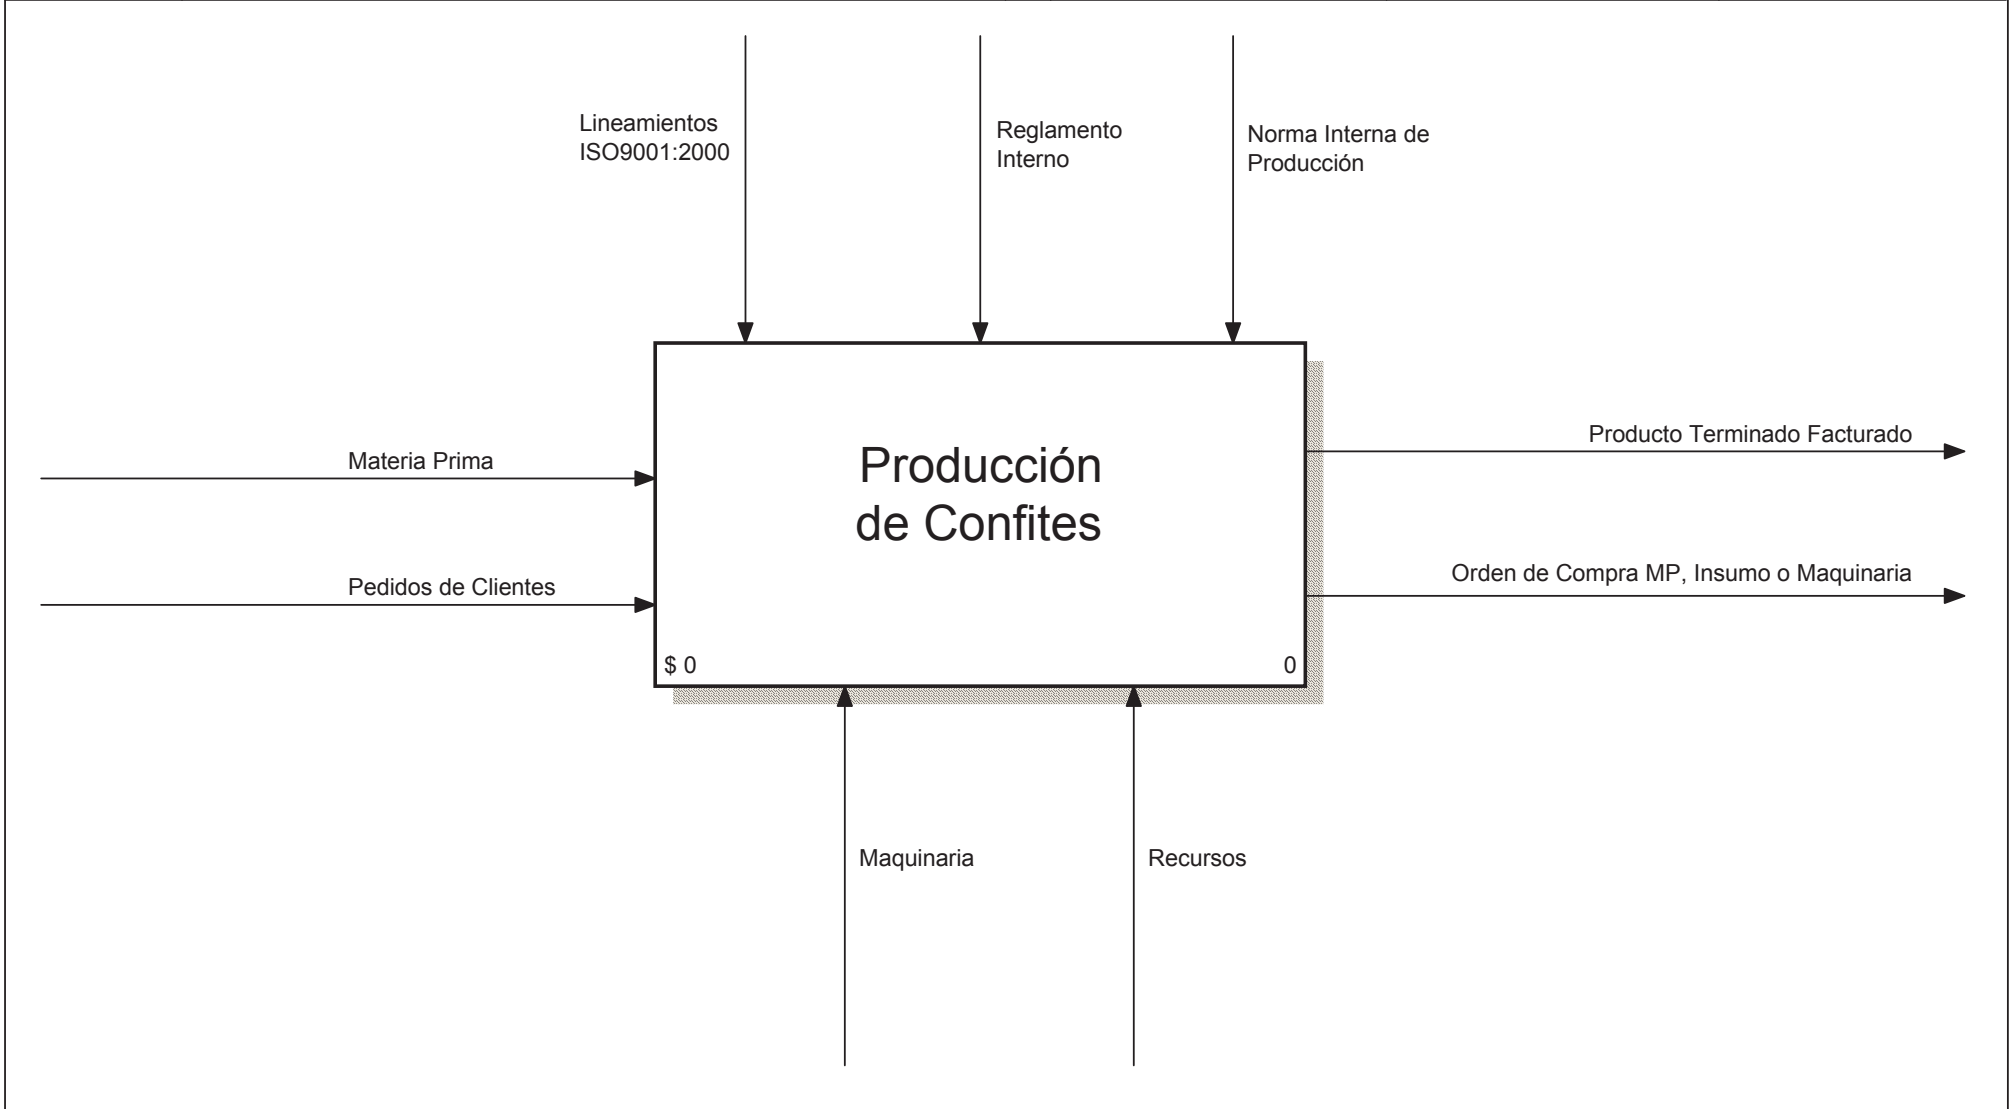 Lineamientos
ISO9001:2000
Reglamento
Interno
Norma Interna de
Producción
Materia Prima
Pedidos de Clientes
Producción
de Confites
$ 0
0
Producto Terminado Facturado
Orden de Compra MP, Insumo o Maquinaria
Maquinaria
Recursos